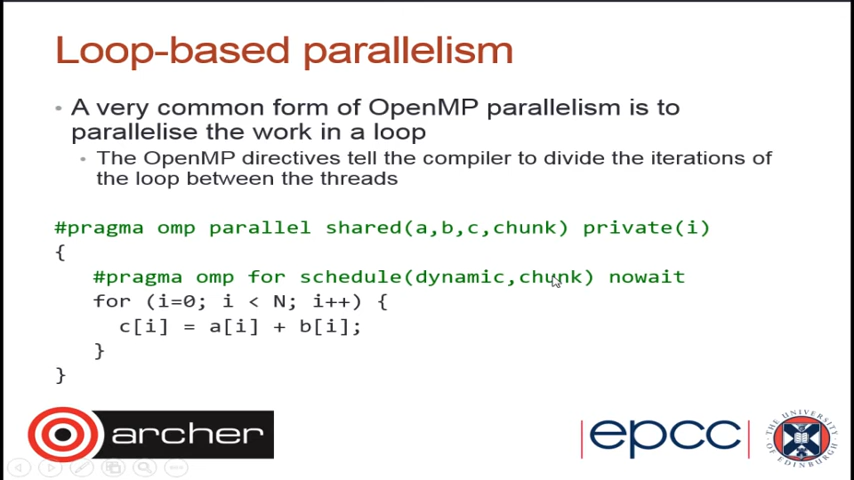 Loop-based parallelism
• A very common form of OpenMP parallelism is to
parallelise the work in a loop
• The OpenMP directives tell the compiler to divide the iterations of
the loop between the threads
#pragma omp parallel shared(a,b,c,chunk) private(i)
{
#pragma omp for schedule(dynamic,chunk) nowait
for (i=0; i < N; i++) {
c[i] = a[i] + b[i];
}
}
archer
epcc
THE UNIVERSITY
OF EDINBURGH